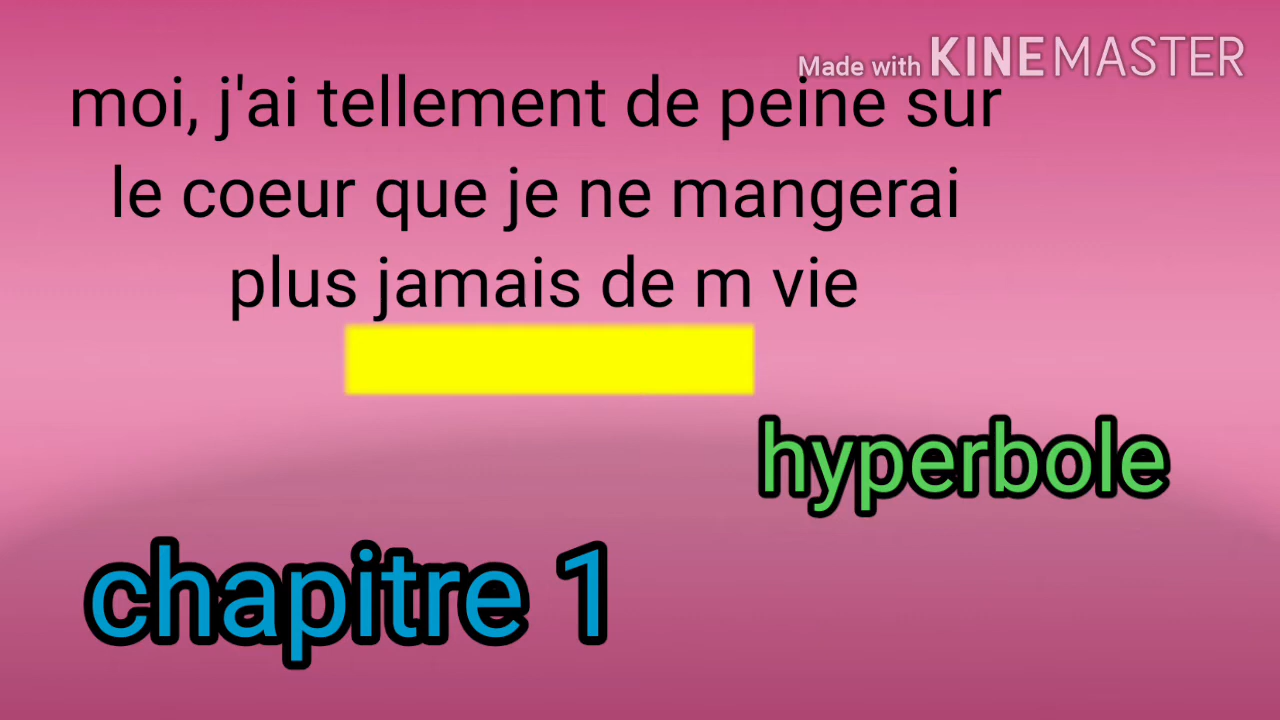 Made with KINEMASTER
moi, j'ai tellement de peine sur
le coeur que je ne mangerai
plus jamais de m vie
hyperbole
chapitre 1